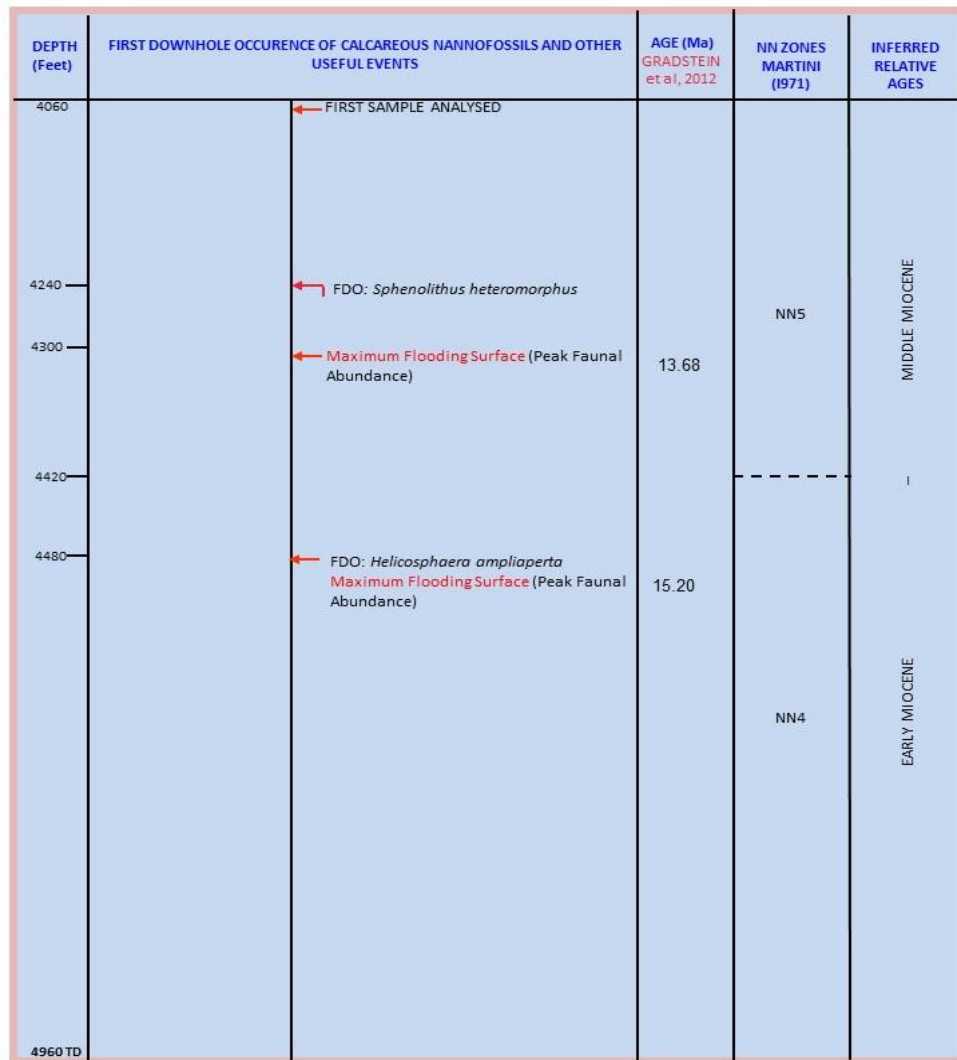 DEPTH
(Feet)
FIRST DOWNHOLE OCCURENCE OF CALCAREOUS NANNOFOSSILS AND OTHER
USEFUL EVENTS
AGE (Ma)
GRADSTEIN
et al, 2012
NN ZONES
MARTINI
(I971)
INFERRED
RELATIVE
AGES
4060
FIRST SAMPLE ANALYSED
4240
FDO: Sphenolithus heteromorphus
NN5
MIDDLE MIOCENE
4300
Maximum Flooding Surface (Peak Faunal
Abundance)
13.68
4420
–
4480
FDO: Helicosphaera ampliaperta
Maximum Flooding Surface (Peak Faunal
Abundance)
15.20
NN4
EARLY MIOCENE
4960 TD